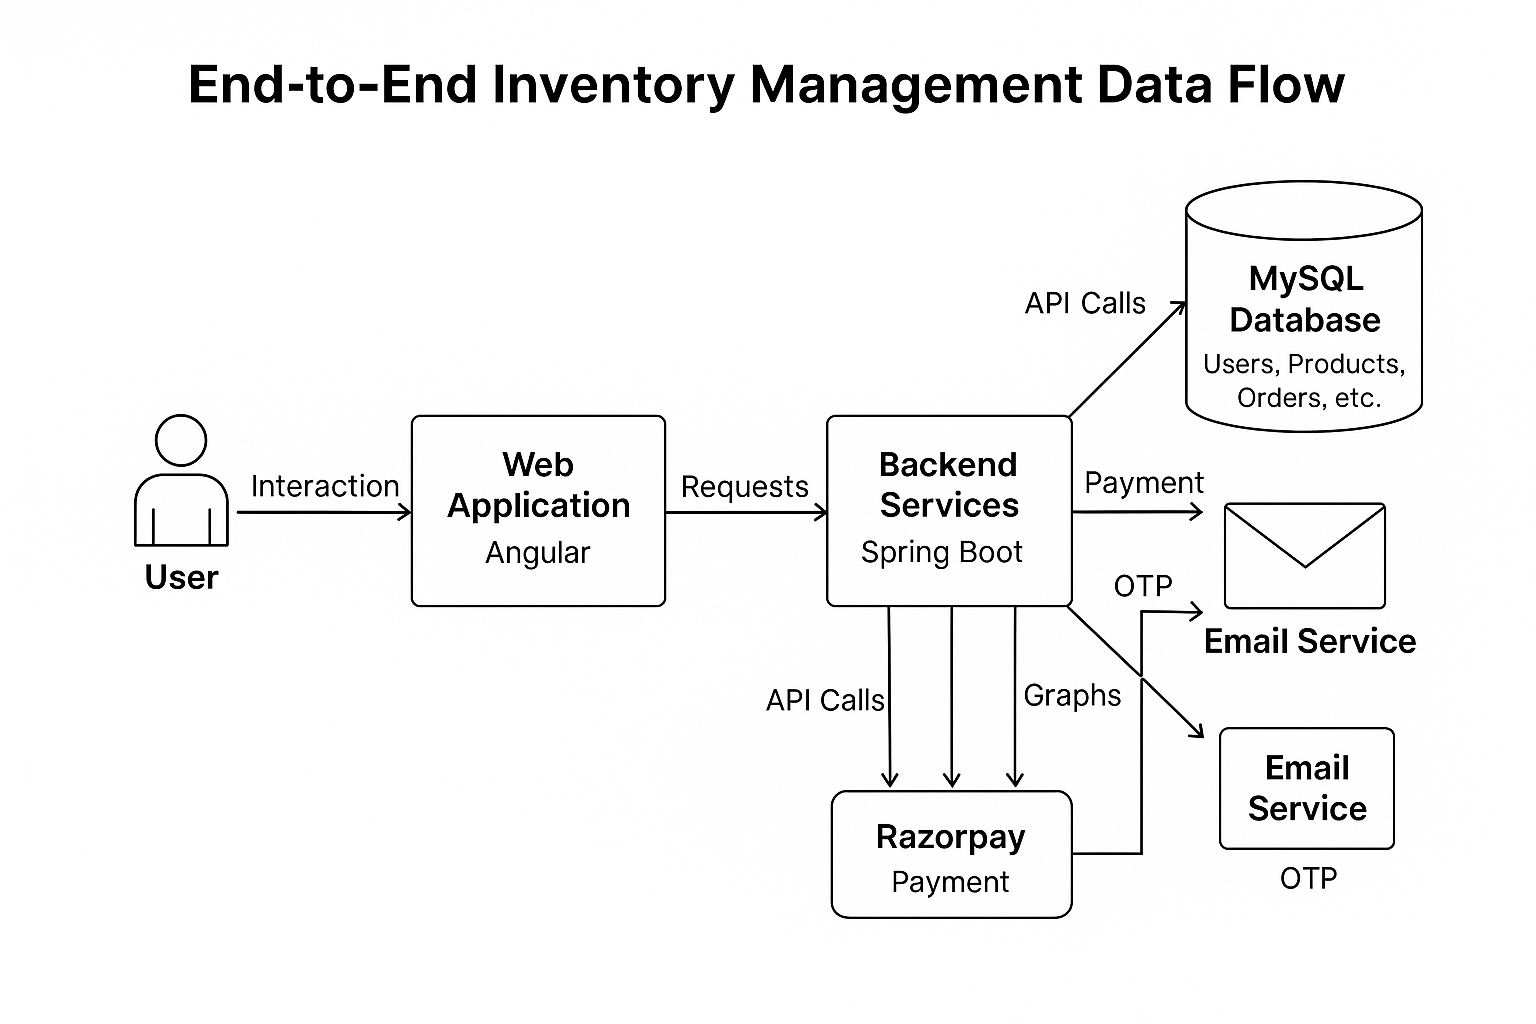 End-to-End Inventory Management Data Flow
User
Interaction
Web
Application
Angular
Requests
Backend
Services
Spring Boot
API Calls
MySQL
Database
Users, Products,
Orders, etc.
Payment
Email Service
OTP
API Calls
Graphs
Razorpay
Payment
Email
Service
OTP